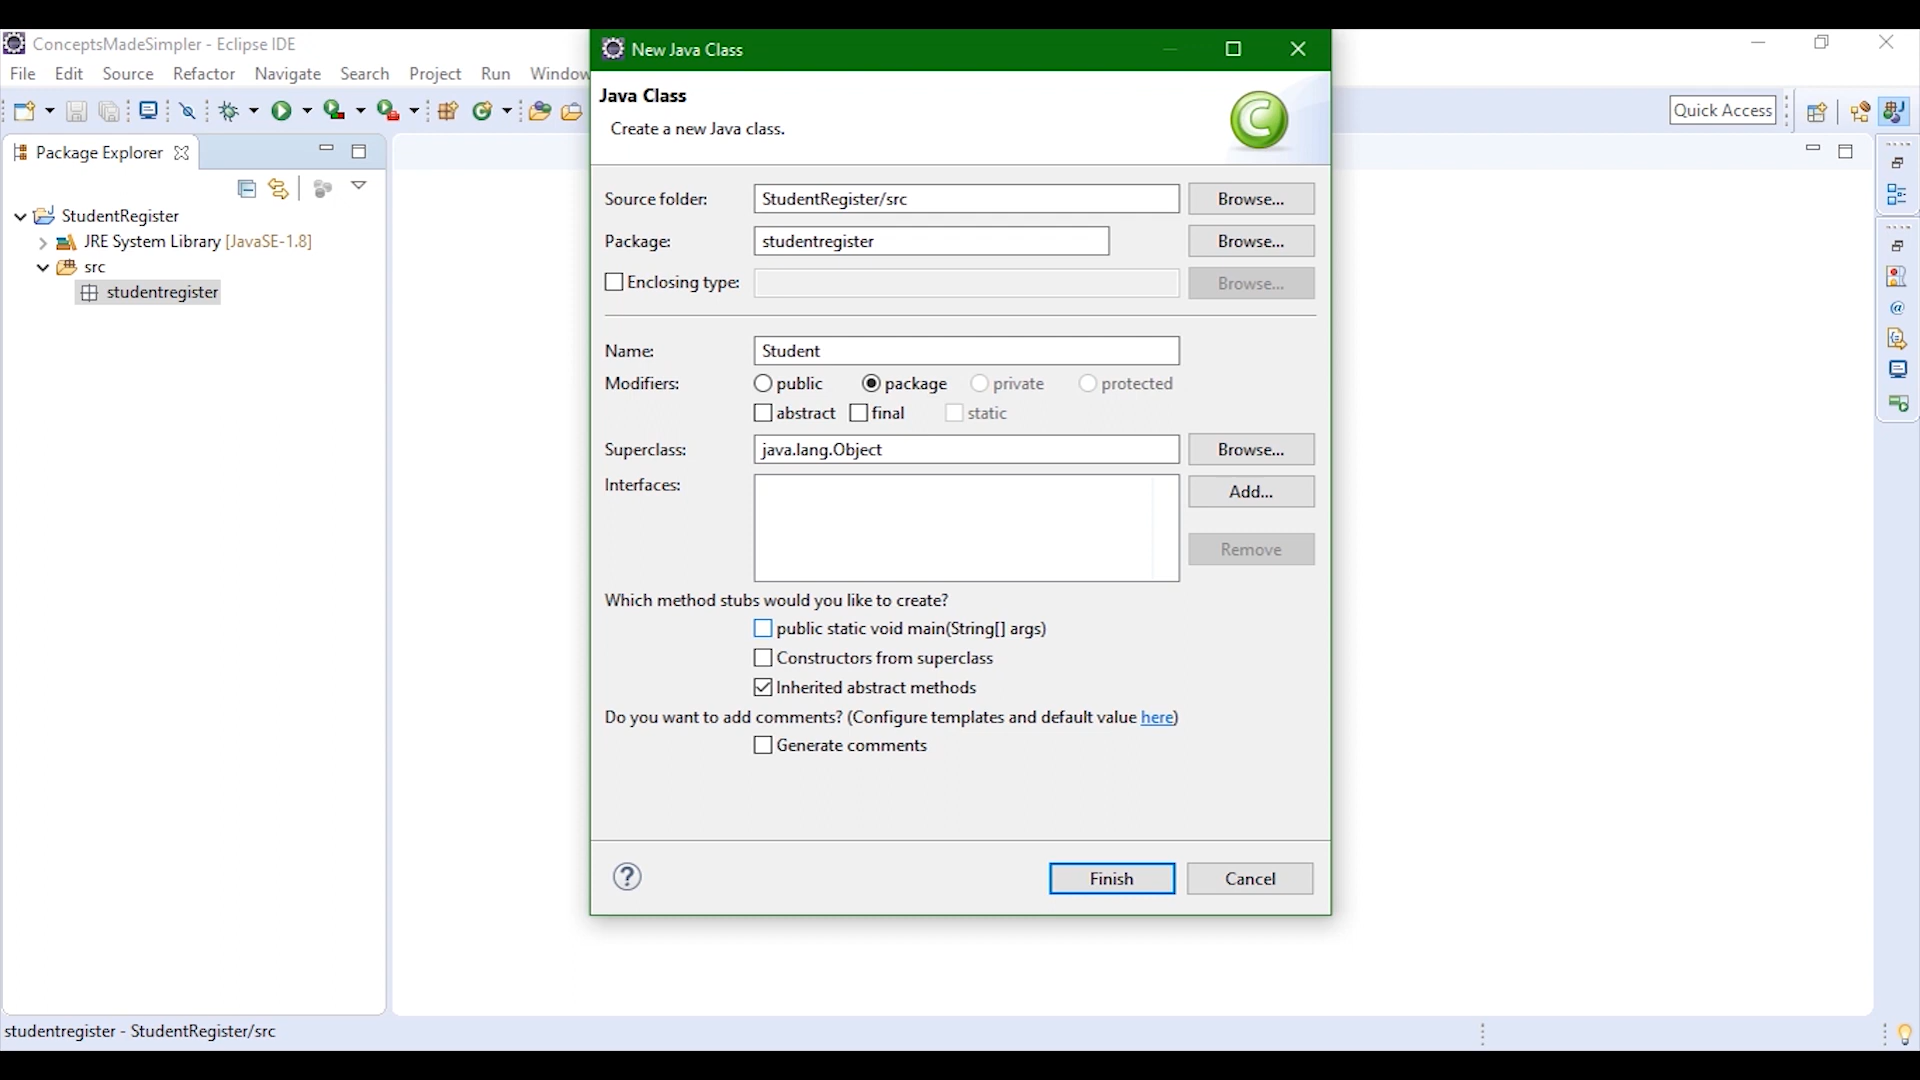 ConceptsMadeSimpler - Eclipse IDE
File Edit Source Refactor Navigate Search Project Run Window
Quick Access
Package Explorer
StudentRegister
JRE System Library [JavaSE-1.8]
src
studentregister
New Java Class
Java Class
Create a new Java class.
Source folder: StudentRegister/src Browse...
Package: studentregister Browse...
Enclosing type: Browse...
Name: Student
Modifiers: public package private protected
abstract final static
Superclass: java.lang.Object Browse...
Interfaces: Add...
Remove
Which method stubs would you like to create?
public static void main(String[] args)
Constructors from superclass
Inherited abstract methods
Do you want to add comments? (Configure templates and default value here)
Generate comments
Finish Cancel
studentregister - StudentRegister/src